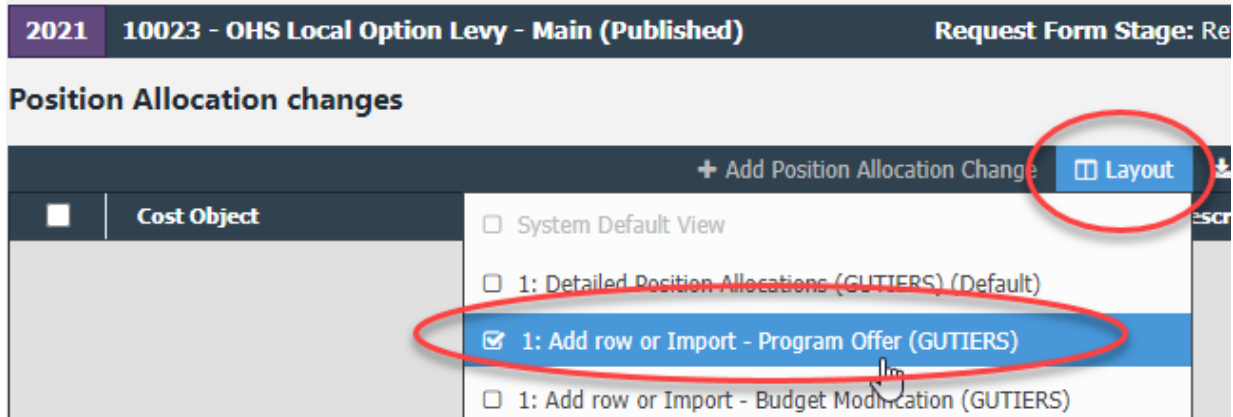 2021 10023 - OHS Local Option Levy - Main (Published) Request Form Stage:
Position Allocation changes
+ Add Position Allocation Change Layout
Cost Object
System Default View
1: Detailed Position Allocations (GUTIERS) (Default)
1: Add row or Import - Program Offer (GUTIERS)
1: Add row or Import - Budget Modification (GUTIERS)